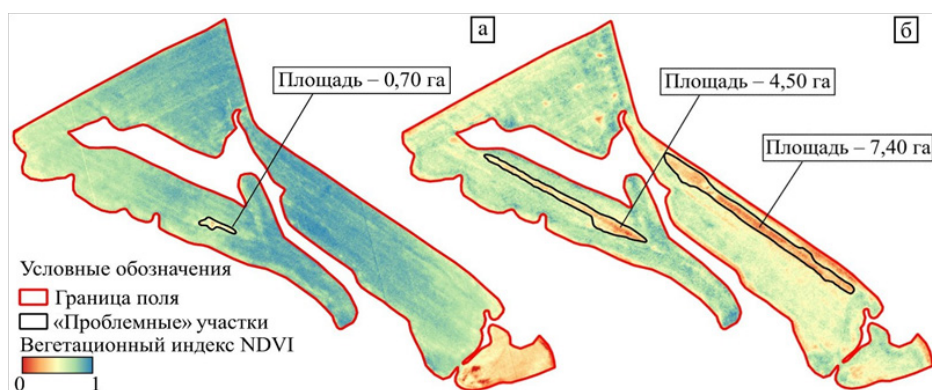 а
б
Площадь – 0,70 га
Площадь – 4,50 га
Площадь – 7,40 га
Условные обозначения
Граница поля
«Проблемные» участки
Вегетационный индекс NDVI
0 1